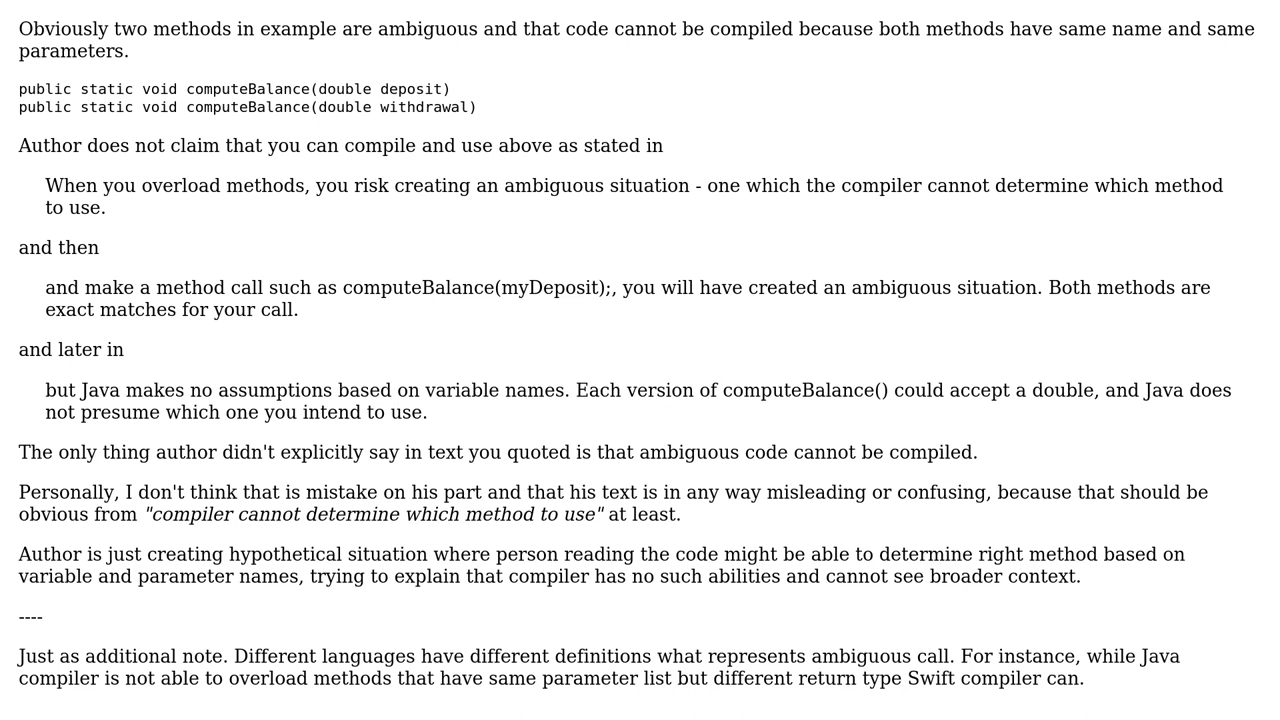 Obviously two methods in example are ambiguous and that code cannot be compiled because both methods have same name and same
parameters.
public static void computeBalance(double deposit)
public static void computeBalance(double withdrawal)
Author does not claim that you can compile and use above as stated in
When you overload methods, you risk creating an ambiguous situation - one which the compiler cannot determine which method
to use.
and then
and make a method call such as computeBalance(myDeposit);, you will have created an ambiguous situation. Both methods are
exact matches for your call.
and later in
but Java makes no assumptions based on variable names. Each version of computeBalance() could accept a double, and Java does
not presume which one you intend to use.
The only thing author didn't explicitly say in text you quoted is that ambiguous code cannot be compiled.
Personally, I don't think that is mistake on his part and that his text is in any way misleading or confusing, because that should be
obvious from "compiler cannot determine which method to use" at least.
Author is just creating hypothetical situation where person reading the code might be able to determine right method based on
variable and parameter names, trying to explain that compiler has no such abilities and cannot see broader context.
----
Just as additional note. Different languages have different definitions what represents ambiguous call. For instance, while Java
compiler is not able to overload methods that have same parameter list but different return type Swift compiler can.